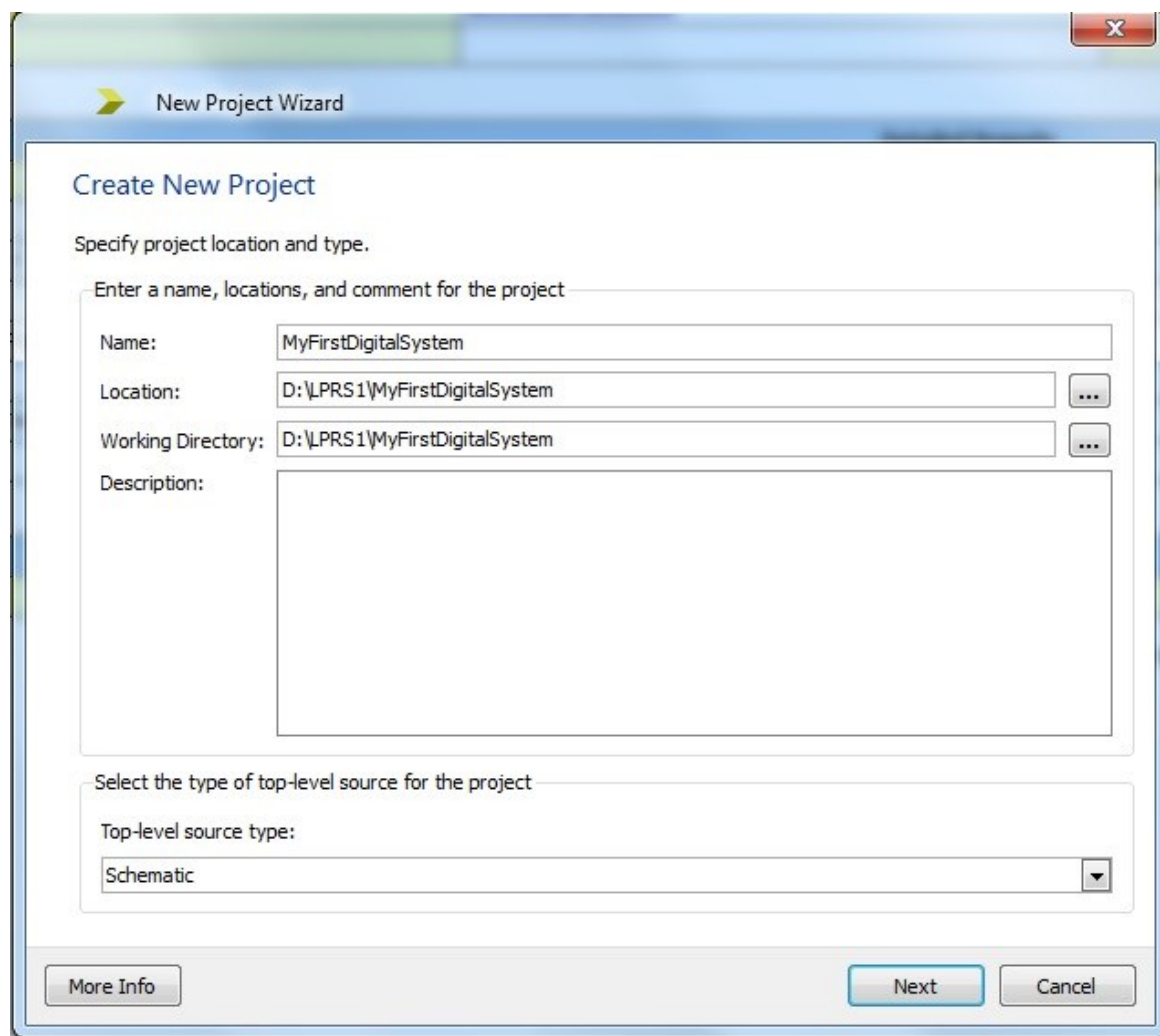 X
New Project Wizard
Create New Project
Specify project location and type.
Enter a name, locations, and comment for the project
Name: MyFirstDigitalSystem
Location: D:\LPRS1\MyFirstDigitalSystem ...
Working Directory: D:\LPRS1\MyFirstDigitalSystem ...
Description:
Select the type of top-level source for the project
Top-level source type:
Schematic
More Info Next Cancel